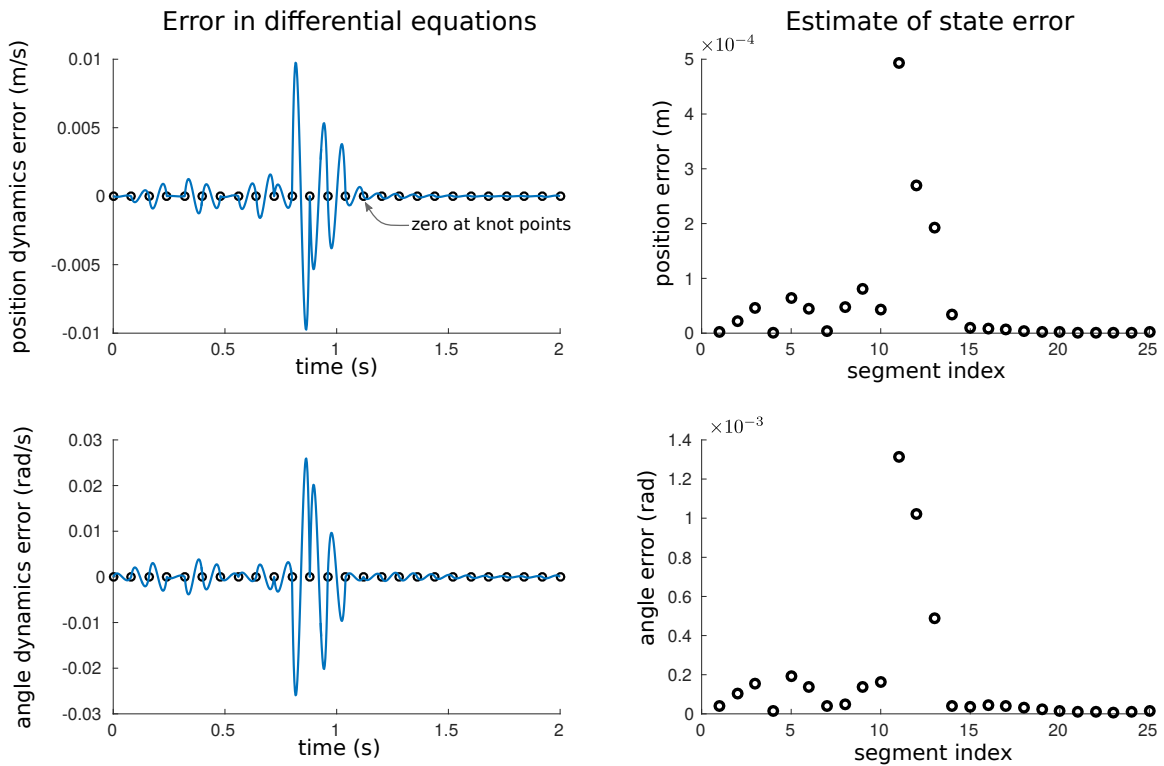 Error in differential equations
position dynamics error (m/s)
0.01
0.005
0
-0.005
-0.01
zero at knot points
0 0.5 1 1.5 2
time (s)
Estimate of state error
×10⁻⁴
position error (m)
5
4
3
2
1
0
0 5 10 15 20 25
segment index
angle dynamics error (rad/s)
0.03
0.02
0.01
0
-0.01
-0.02
-0.03
0 0.5 1 1.5 2
time (s)
×10⁻³
angle error (rad)
1.4
1.2
1
0.8
0.6
0.4
0.2
0
0 5 10 15 20 25
segment index